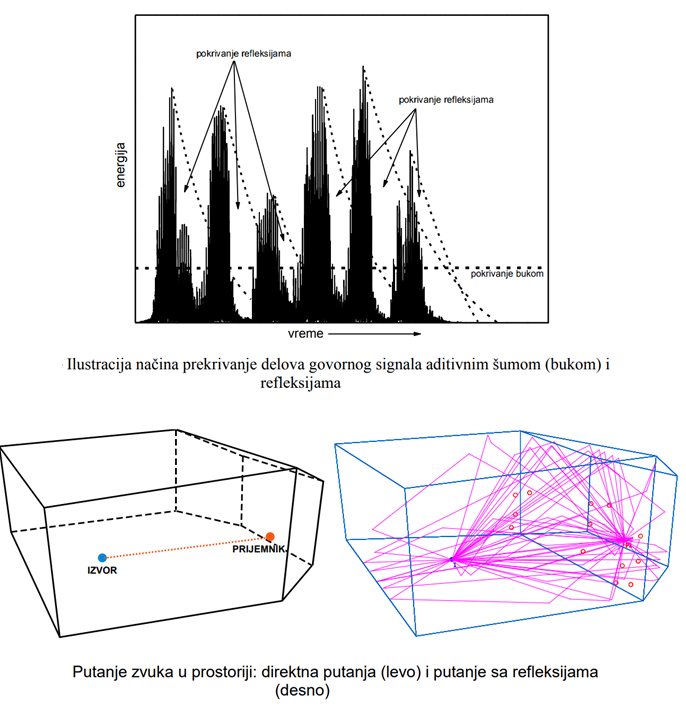 pokrivanje refleksijama
pokrivanje refleksijama
energija
pokrivanje bukom
vreme
Ilustracija načina prekrivanje delova govornog signala aditivnim šumom (bukom) i
refleksijama
PRIJEMNIK
IZVOR
Putanje zvuka u prostoriji: direktna putanja (levo) i putanje sa refleksijama
(desno)